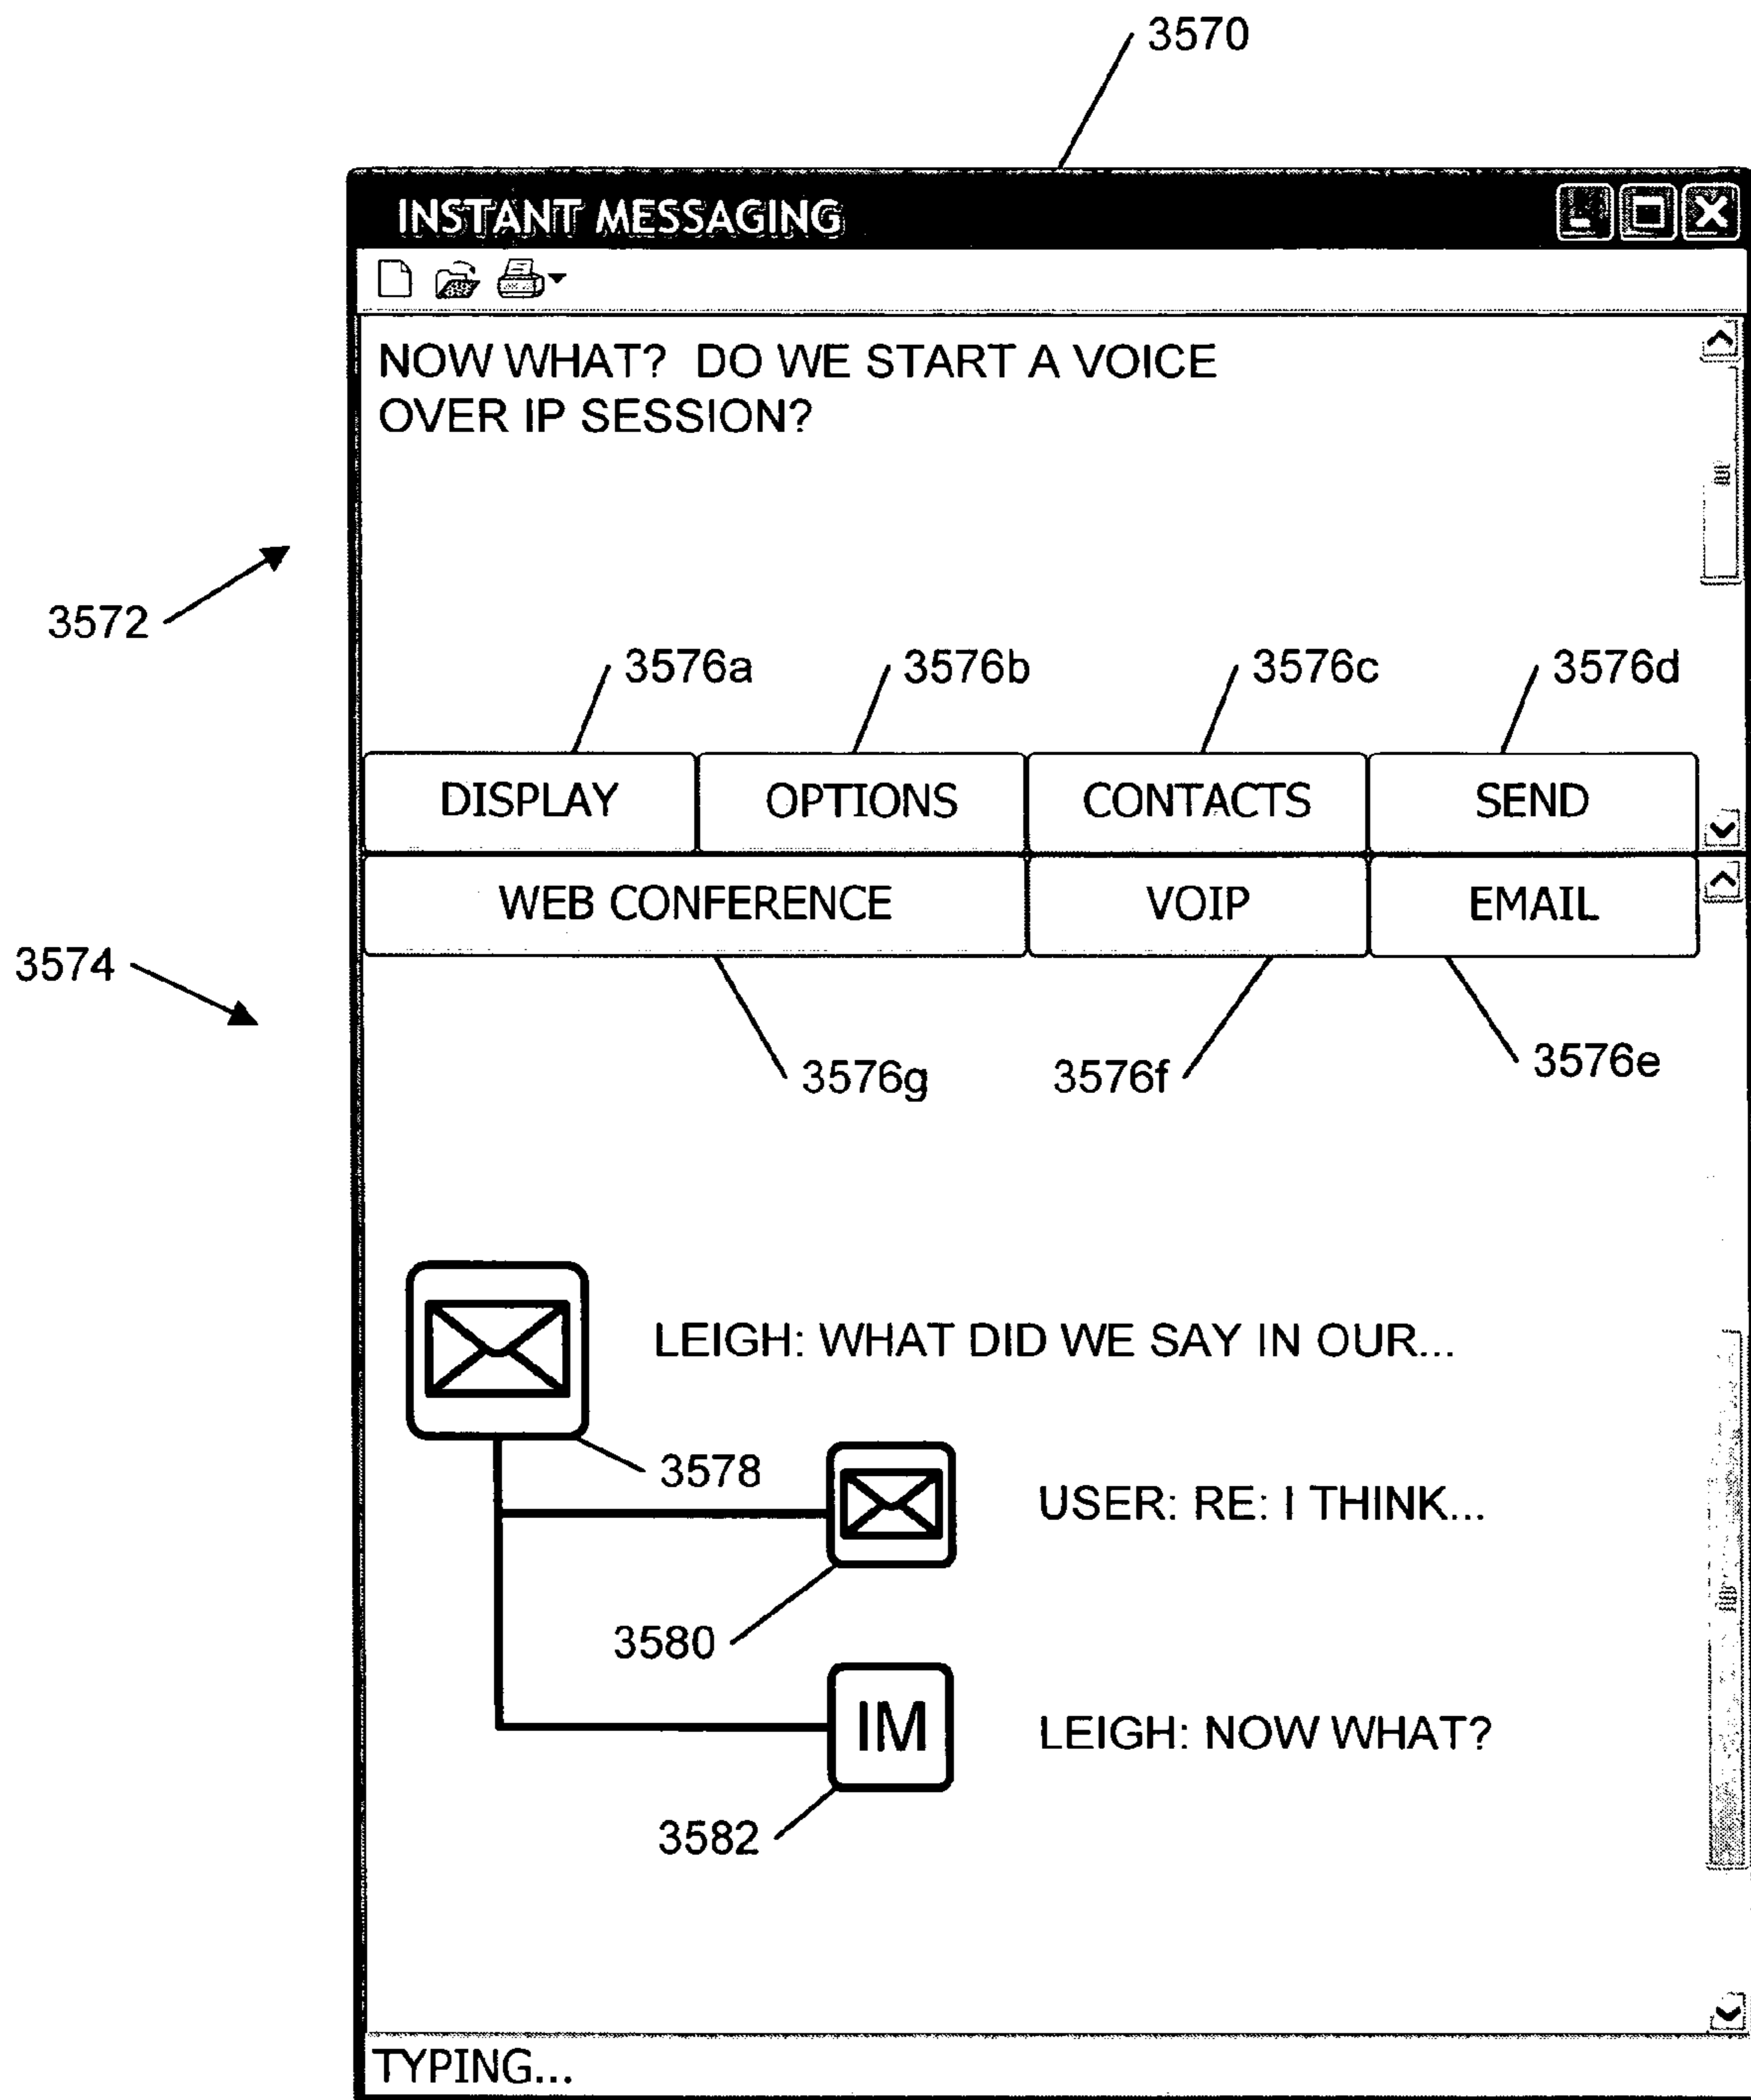 3570
INSTANT MESSAGING
NOW WHAT? DO WE START A VOICE
OVER IP SESSION?
3572
3576a 3576b 3576c 3576d
DISPLAY OPTIONS CONTACTS SEND
WEB CONFERENCE VOIP EMAIL
3574
3576g 3576f 3576e
LEIGH: WHAT DID WE SAY IN OUR...
3578
USER: RE: I THINK...
3580
IM LEIGH: NOW WHAT?
3582
TYPING...